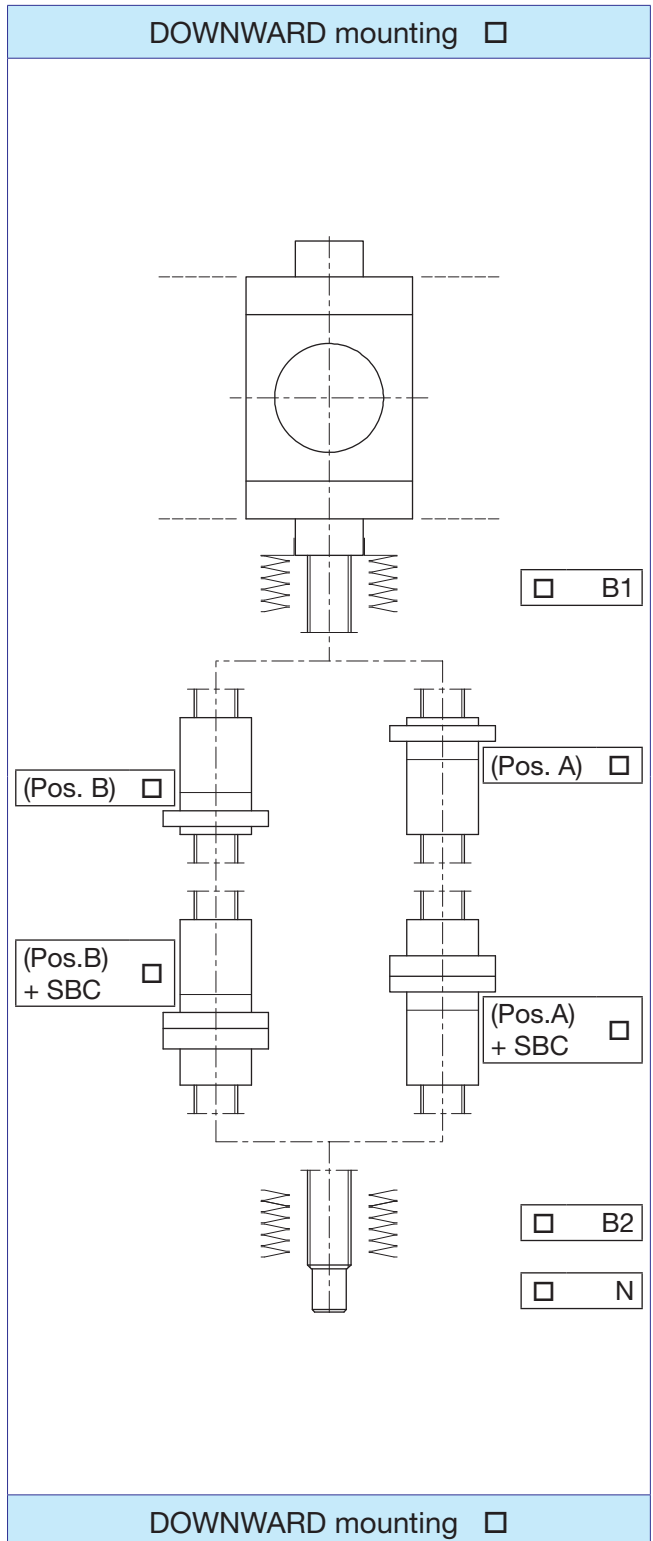 DOWNWARD mounting ☐
☐ B1
(Pos. B) ☐
(Pos. A) ☐
(Pos.B)
+ SBC ☐
(Pos.A)
+ SBC ☐
☐ B2
☐ N
DOWNWARD mounting ☐